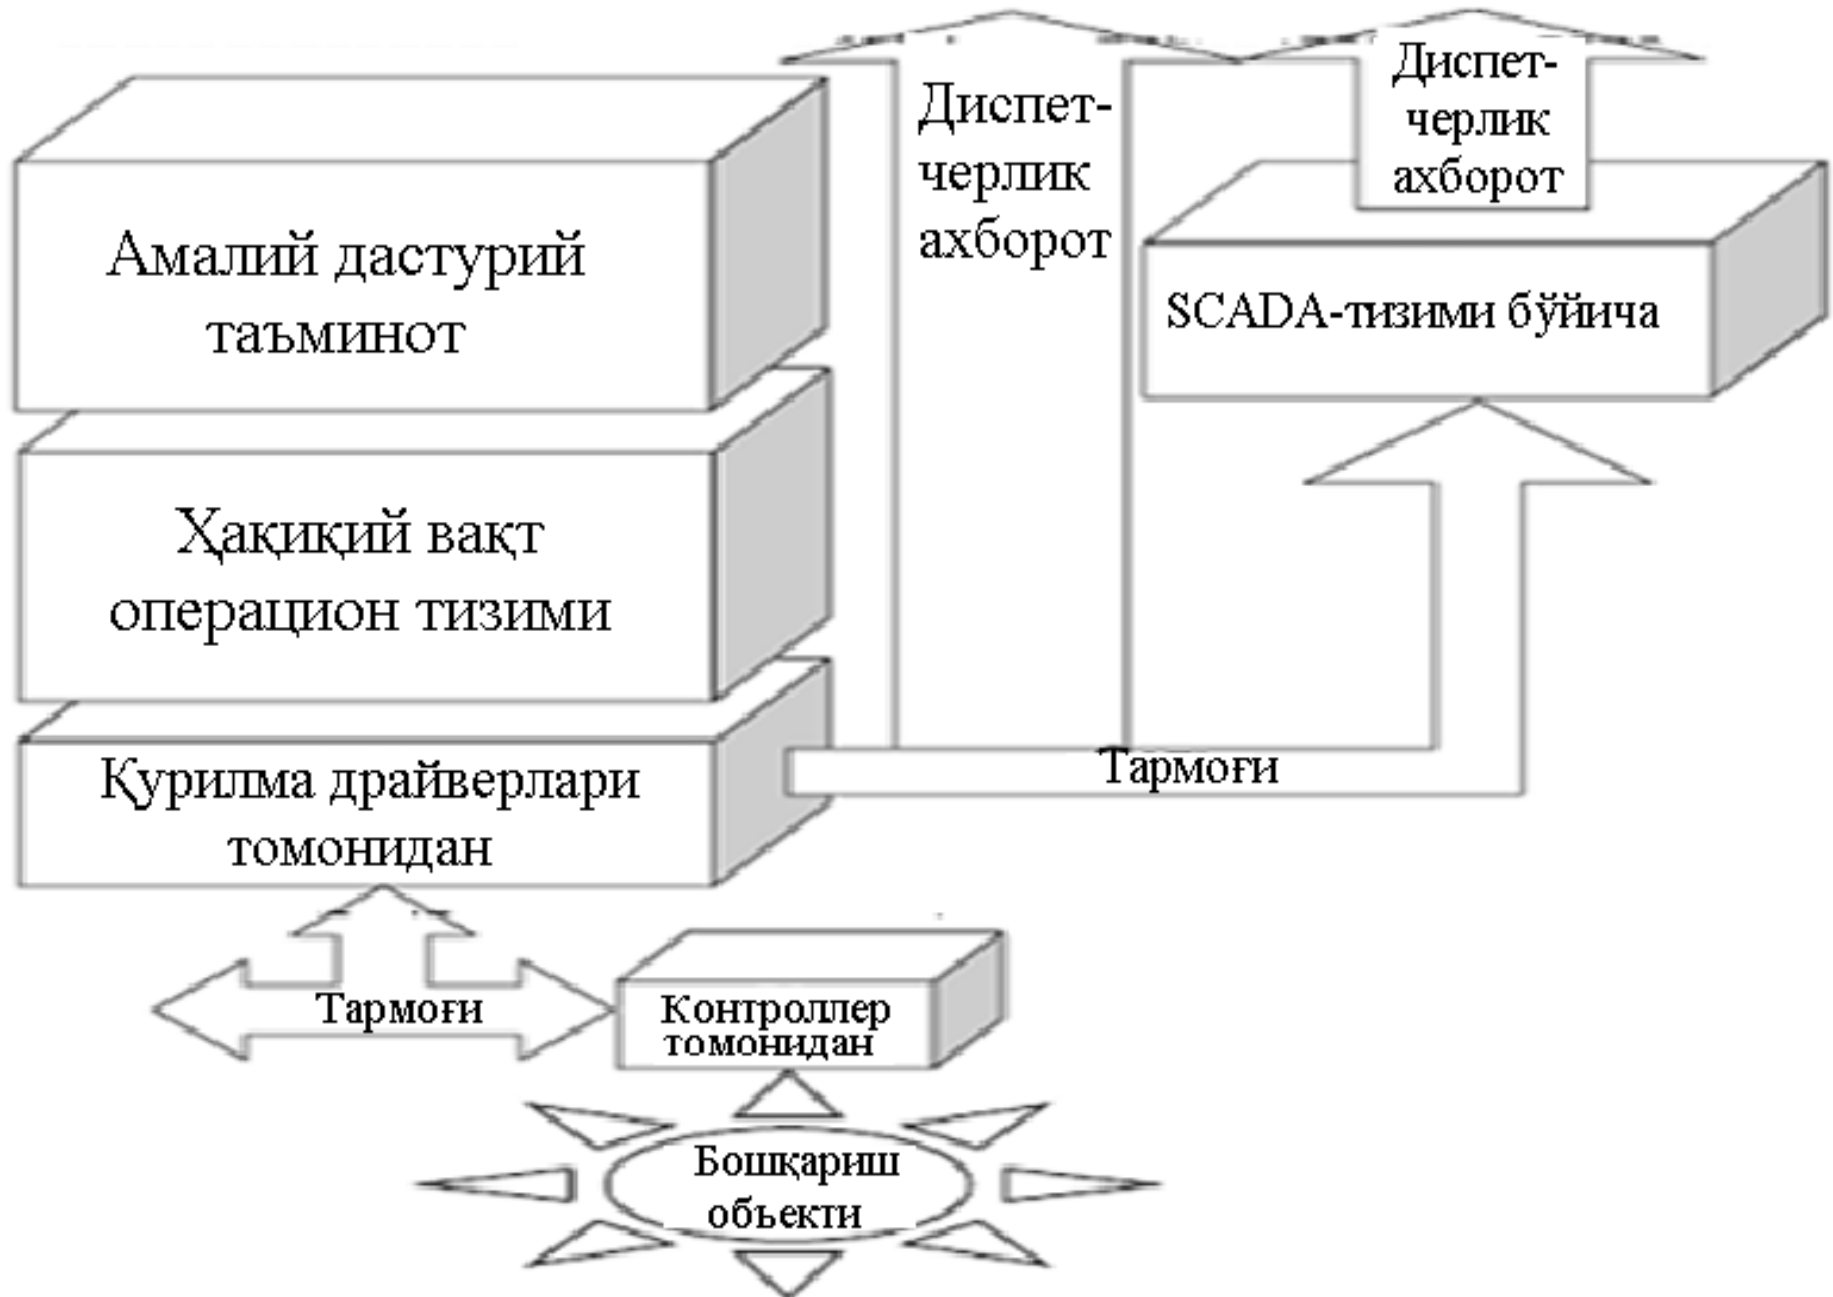 Амалий дастурий
таъминот
Ҳақиқий вақт
операцион тизими
Қурилма драйверлари
томонидан
Диспет-
черлик
ахборот
Диспет-
черлик
ахборот
SCADA-тизими бўйича
Тармоғи
Тармоғи
Контроллер
томонидан
Бошқариш
объекти